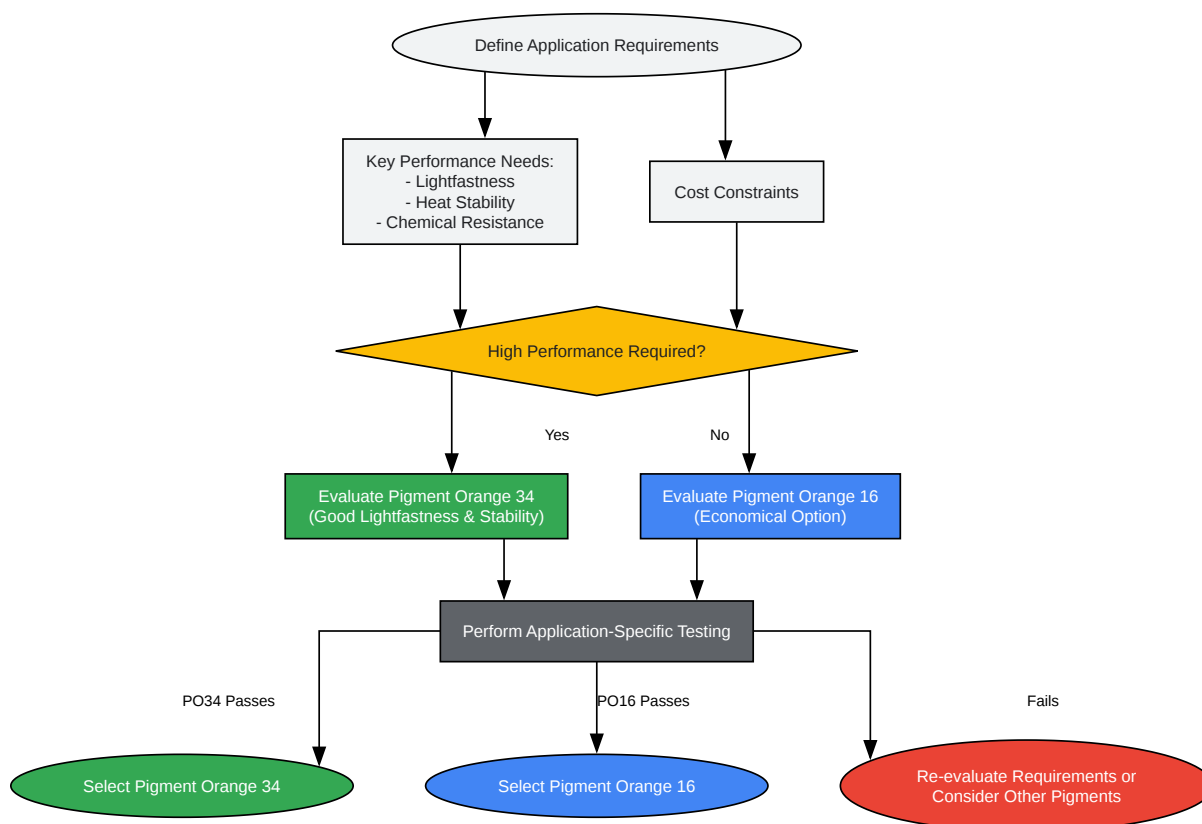 Define Application Requirements
Key Performance Needs:
- Lightfastness
- Heat Stability
- Chemical Resistance
Cost Constraints
High Performance Required?
Yes
No
Evaluate Pigment Orange 34
(Good Lightfastness & Stability)
Evaluate Pigment Orange 16
(Economical Option)
Perform Application-Specific Testing
PO34 Passes
PO16 Passes
Fails
Select Pigment Orange 34
Select Pigment Orange 16
Re-evaluate Requirements or
Consider Other Pigments